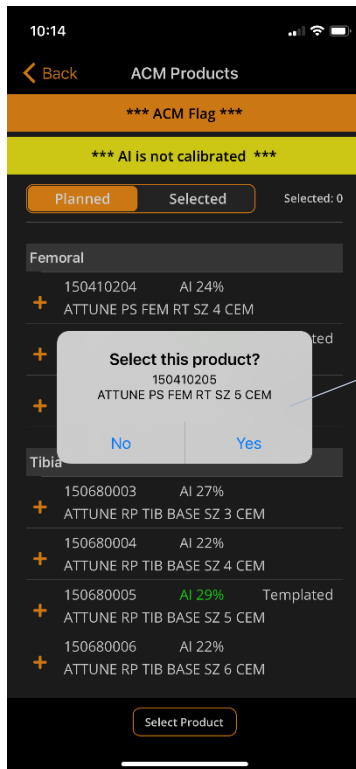 10:14
Back
ACM Products
*** ACM Flag ***
*** AI is not calibrated ***
Planned
Selected
Selected: 0
Femoral
150410204 AI 24%
+ ATTUNE PS FEM RT SZ 4 CEM
+
+
Select this product?
150410205
ATTUNE PS FEM RT SZ 5 CEM
No
Yes
Tibia
150680003 AI 27%
+ ATTUNE RP TIB BASE SZ 3 CEM
150680004 AI 22%
+ ATTUNE RP TIB BASE SZ 4 CEM
150680005 AI 29% Templated
+ ATTUNE RP TIB BASE SZ 5 CEM
150680006 AI 22%
+ ATTUNE RP TIB BASE SZ 6 CEM
Select Product